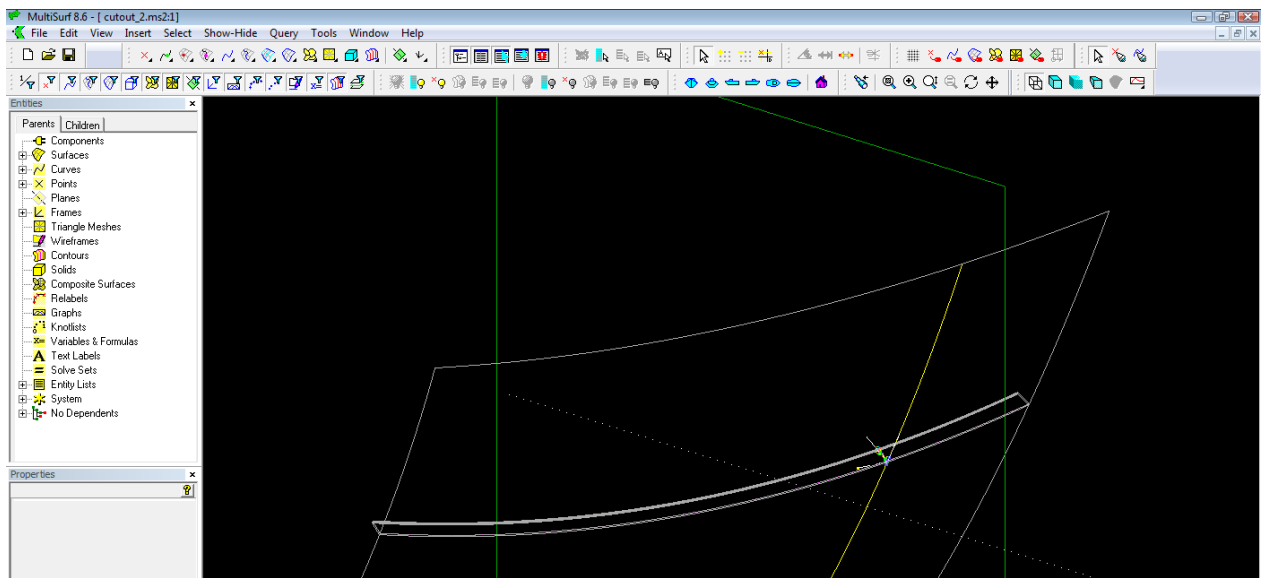 MultiSurf 8.6 - [ cutout_2.ms2:1]
File Edit View Insert Select Show-Hide Query Tools Window Help
Entities
Parents Children
Components
Surfaces
Curves
Points
Planes
Frames
Triangle Meshes
Wireframes
Contours
Solids
Composite Surfaces
Relabels
Graphs
Knotlists
Variables & Formulas
Text Labels
Solve Sets
Entity Lists
System
No Dependents
Properties